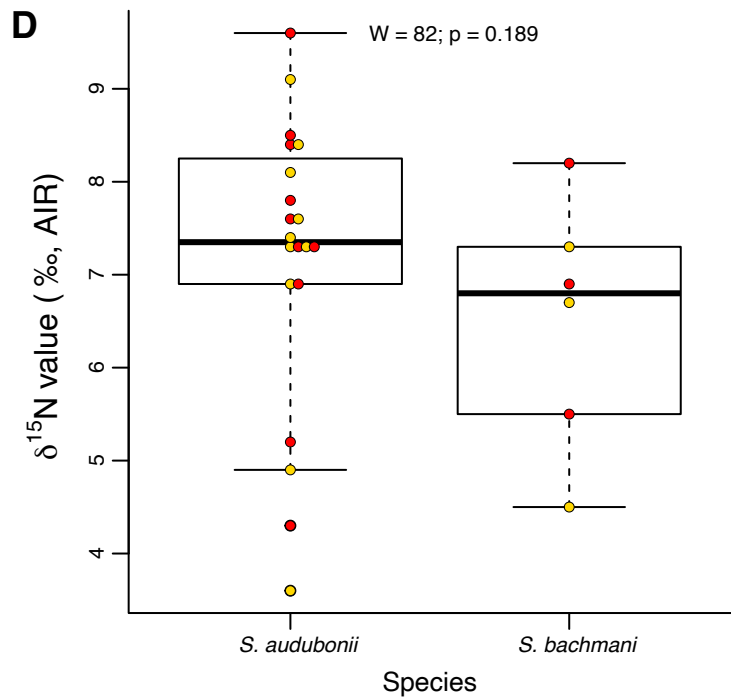 D
W = 82; p = 0.189
δ¹⁵N value ( ‰, AIR)
9
8
7
6
5
4
S. audubonii
S. bachmani
Species